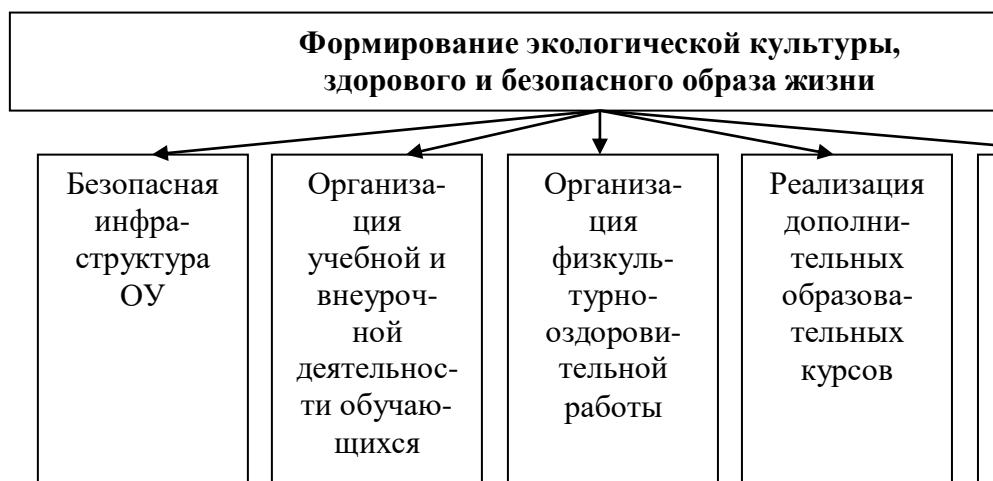 Формирование экологической культуры,
здорового и безопасного образа жизни
Безопасная
инфра-
структура
ОУ
Организа-
ция
учебной и
внеуроч-
ной
деятельнос-
ти обучаю-
щихся
Организа-
ция
физкуль-
турно-
оздорови-
тельной
работы
Реализация
дополни-
тельных
образова-
тельных
курсов